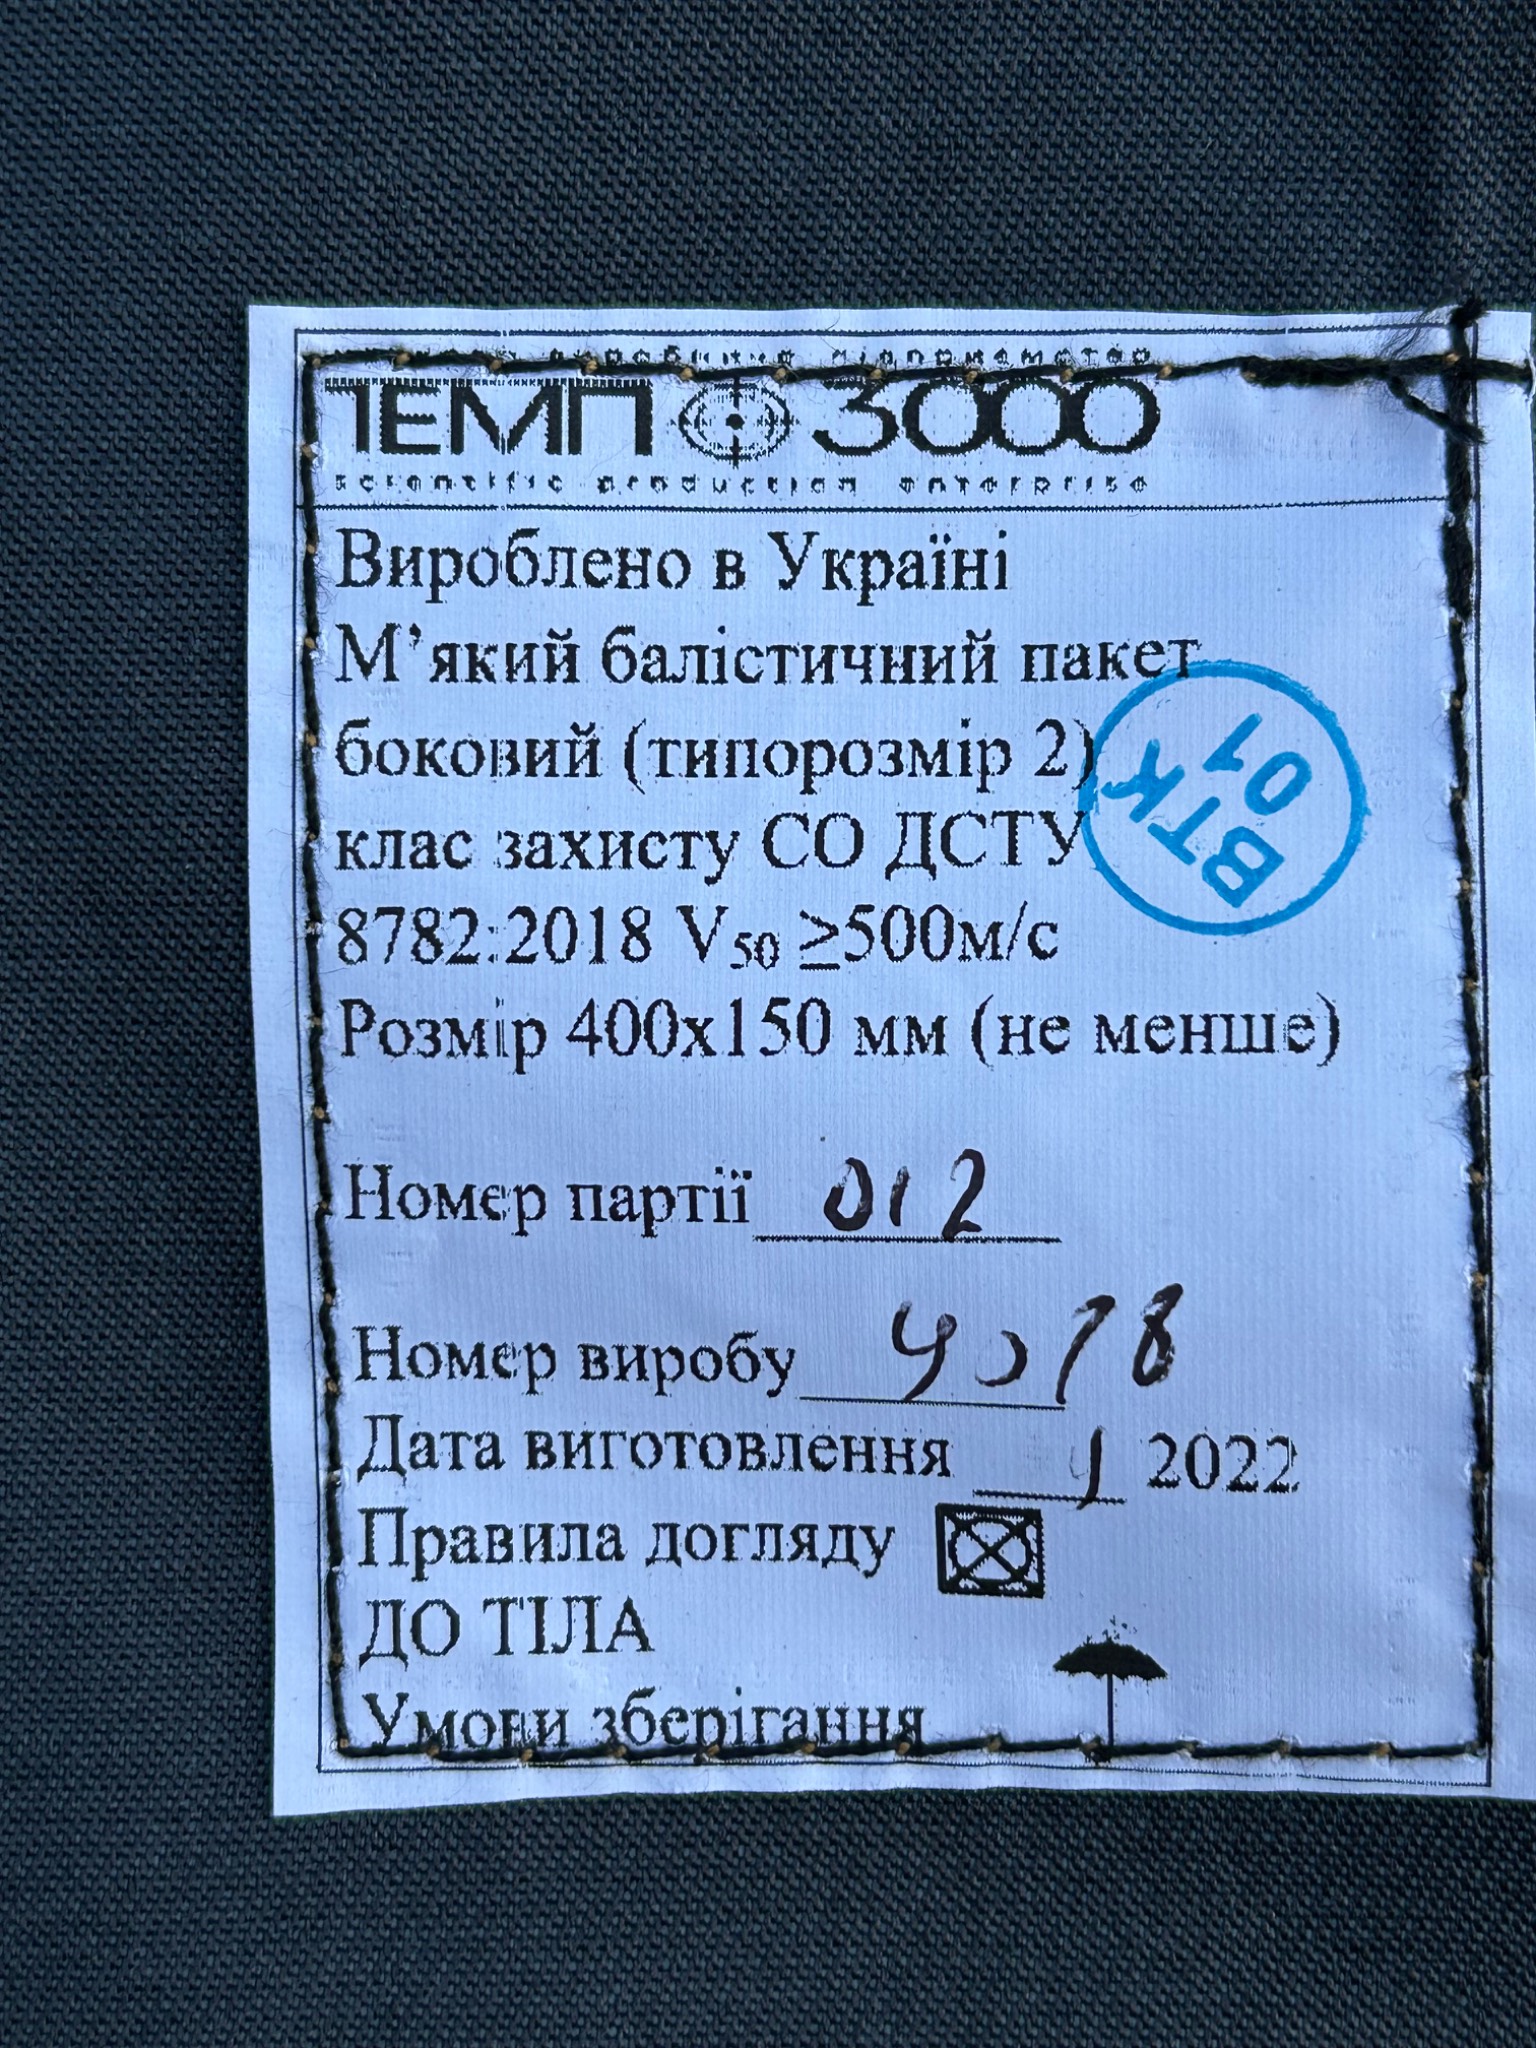 ТЕМП 3000
scientific production enterprise
Вироблено в Україні
М’який балістичний пакет
боковий (типорозмір 2)
клас захисту СО ДСТУ
8782:2018 V₅₀ ≥500м/с
Розмір 400х150 мм (не менше)
ВТК
01
Номер партії 012
Номер виробу 4078
Дата виготовлення 2022
Правила догляду
ДО ТІЛА
Умови зберігання